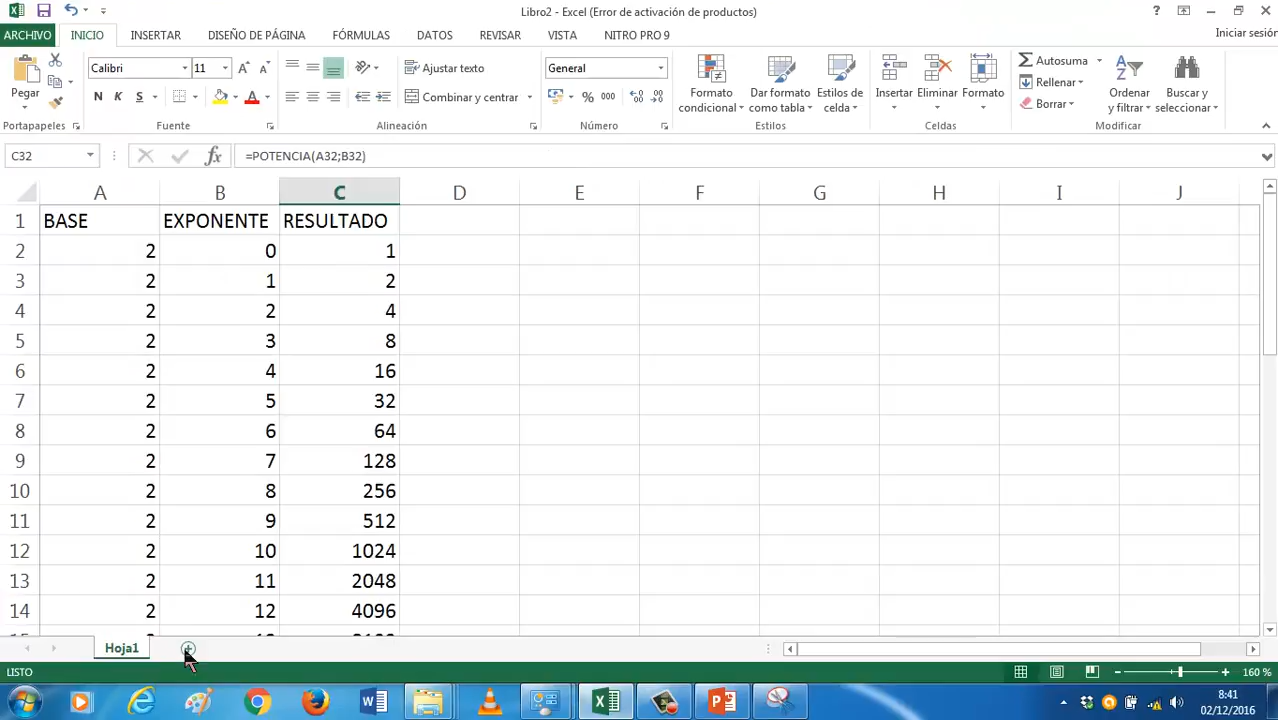 Libro2 - Excel (Error de activación de productos)
ARCHIVO INICIO INSERTAR DISEÑO DE PÁGINA FÓRMULAS DATOS REVISAR VISTA NITRO PRO 9 Iniciar sesión
Pegar
Portapapeles
Calibri 11
N K S
Fuente
Ajustar texto
Combinar y centrar
Alineación
General
% 000
Número
Formato condicional
Dar formato como tabla
Estilos de celda
Estilos
Insertar Eliminar Formato
Celdas
Autosuma
Rellenar
Borrar
Ordenar y filtrar
Buscar y seleccionar
Modificar
C32 fx =POTENCIA(A32;B32)
A B C D E F G H I J
1 BASE EXPONENTE RESULTADO
2 2 0 1
3 2 1 2
4 2 2 4
5 2 3 8
6 2 4 16
7 2 5 32
8 2 6 64
9 2 7 128
10 2 8 256
11 2 9 512
12 2 10 1024
13 2 11 2048
14 2 12 4096
Hoja1
LISTO 160 %
8:41
02/12/2016